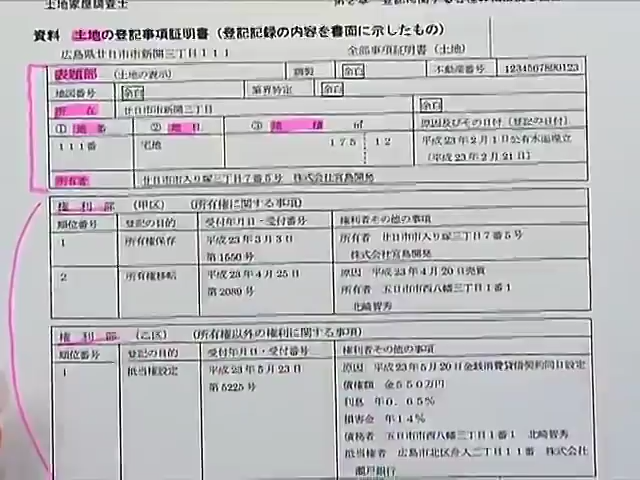 土地家屋調査士
資料 土地の登記事項証明書（登記記録の内容を書面に示したもの）
広島県廿日市市新開三丁目１１１ 全部事項証明書（土地）
表題部 （土地の表示） 調製 余白 不動産番号 1234567890123
地図番号 余白 筆界特定 余白
所在 廿日市市新開三丁目 余白
① 地番 ② 地目 ③ 地積 ㎡ 原因及びその日付（登記の日付）
１１１番 宅地 １７５ １２ 平成２３年２月１日公有水面埋立
（平成２３年２月２１日）
所有者 廿日市市入り塚三丁目７番５号 株式会社宮島開発
権利部 （甲区） （所有権に関する事項）
順位番号 登記の目的 受付年月日・受付番号 権利者その他の事項
1 所有権保存 平成２３年３月３日 所有者 廿日市市入り塚三丁目７番５号
第１５５０号 株式会社宮島開発
2 所有権移転 平成２３年４月２５日 原因 平成２３年４月２０日売買
第２０８０号 所有者 五日市市西八幡三丁目１番１
北崎智秀
権利部 （乙区） （所有権以外の権利に関する事項）
順位番号 登記の目的 受付年月日・受付番号 権利者その他の事項
1 抵当権設定 平成２３年５月２３日 原因 平成２３年５月２０日金銭消費貸借契約同日設定
第５２２５号 債権額 金５５０万円
利息 年０．０５％
損害金 年１４％
債務者 五日市市西八幡三丁目１番１ 北崎智秀
抵当権者 広島市北区舟入二丁目１１番 株式会社
銀行